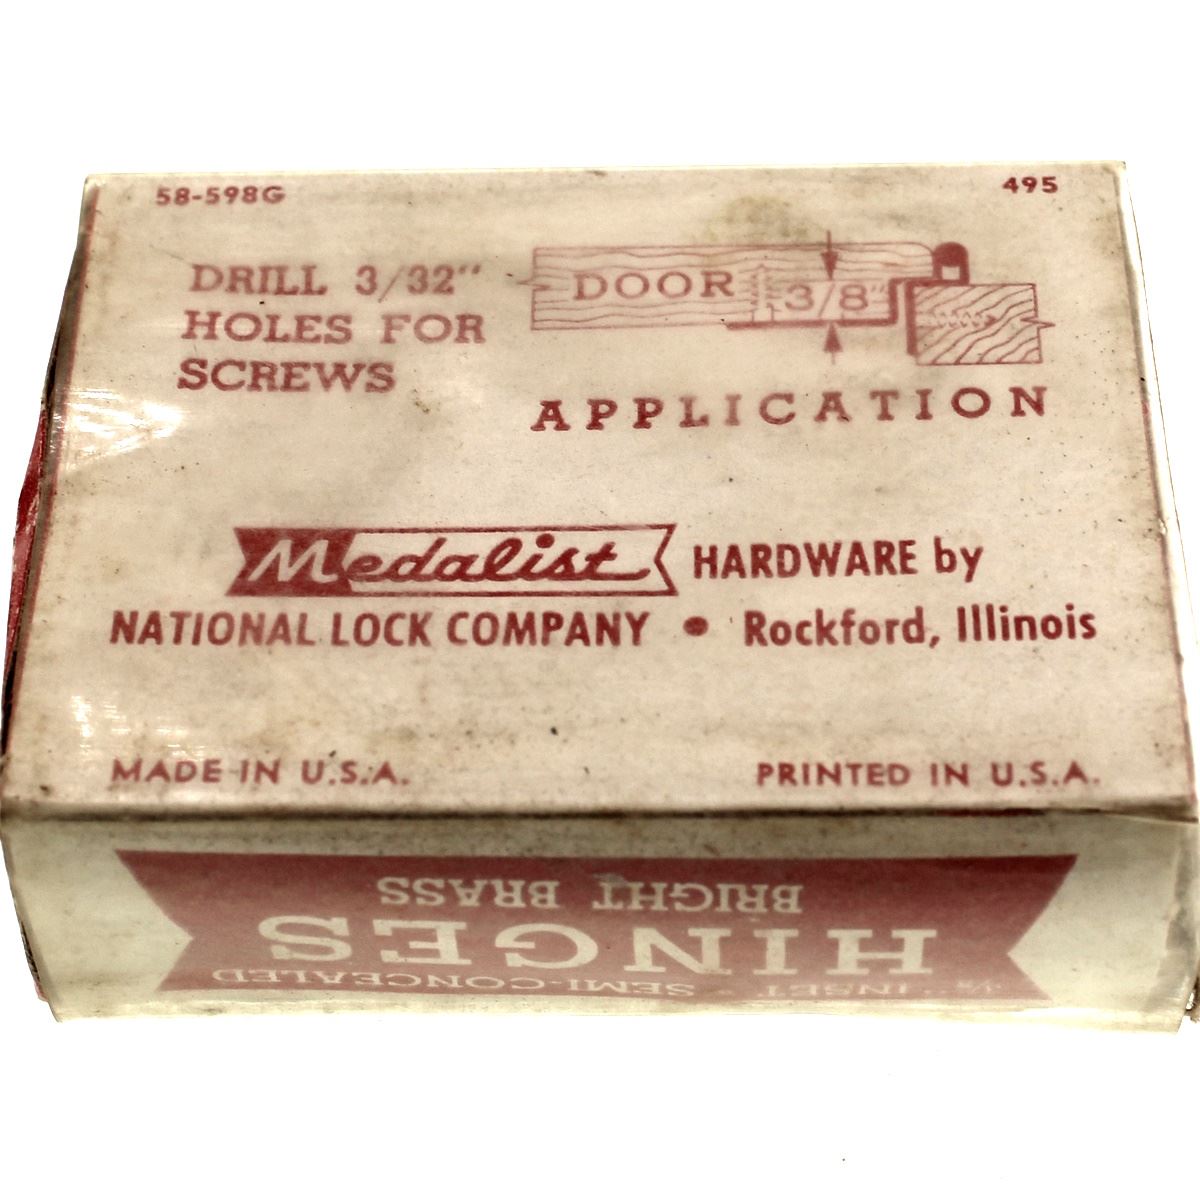 58-598G 495
DRILL 3/32"
HOLES FOR
SCREWS
DOOR 3/8"
APPLICATION
Medalist HARDWARE by
NATIONAL LOCK COMPANY • Rockford, Illinois
MADE IN U.S.A. PRINTED IN U.S.A.
INSET - SEMI-CONCEALED
HINGES
BRIGHT BRASS